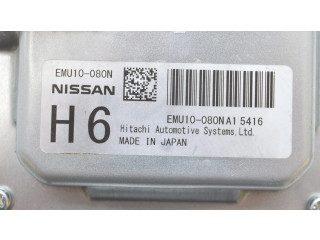 EMU10-080N
NISSAN
H6
EMU10-080NA1 5416
Hitachi Automotive Systems.Ltd.
MADE IN JAPAN